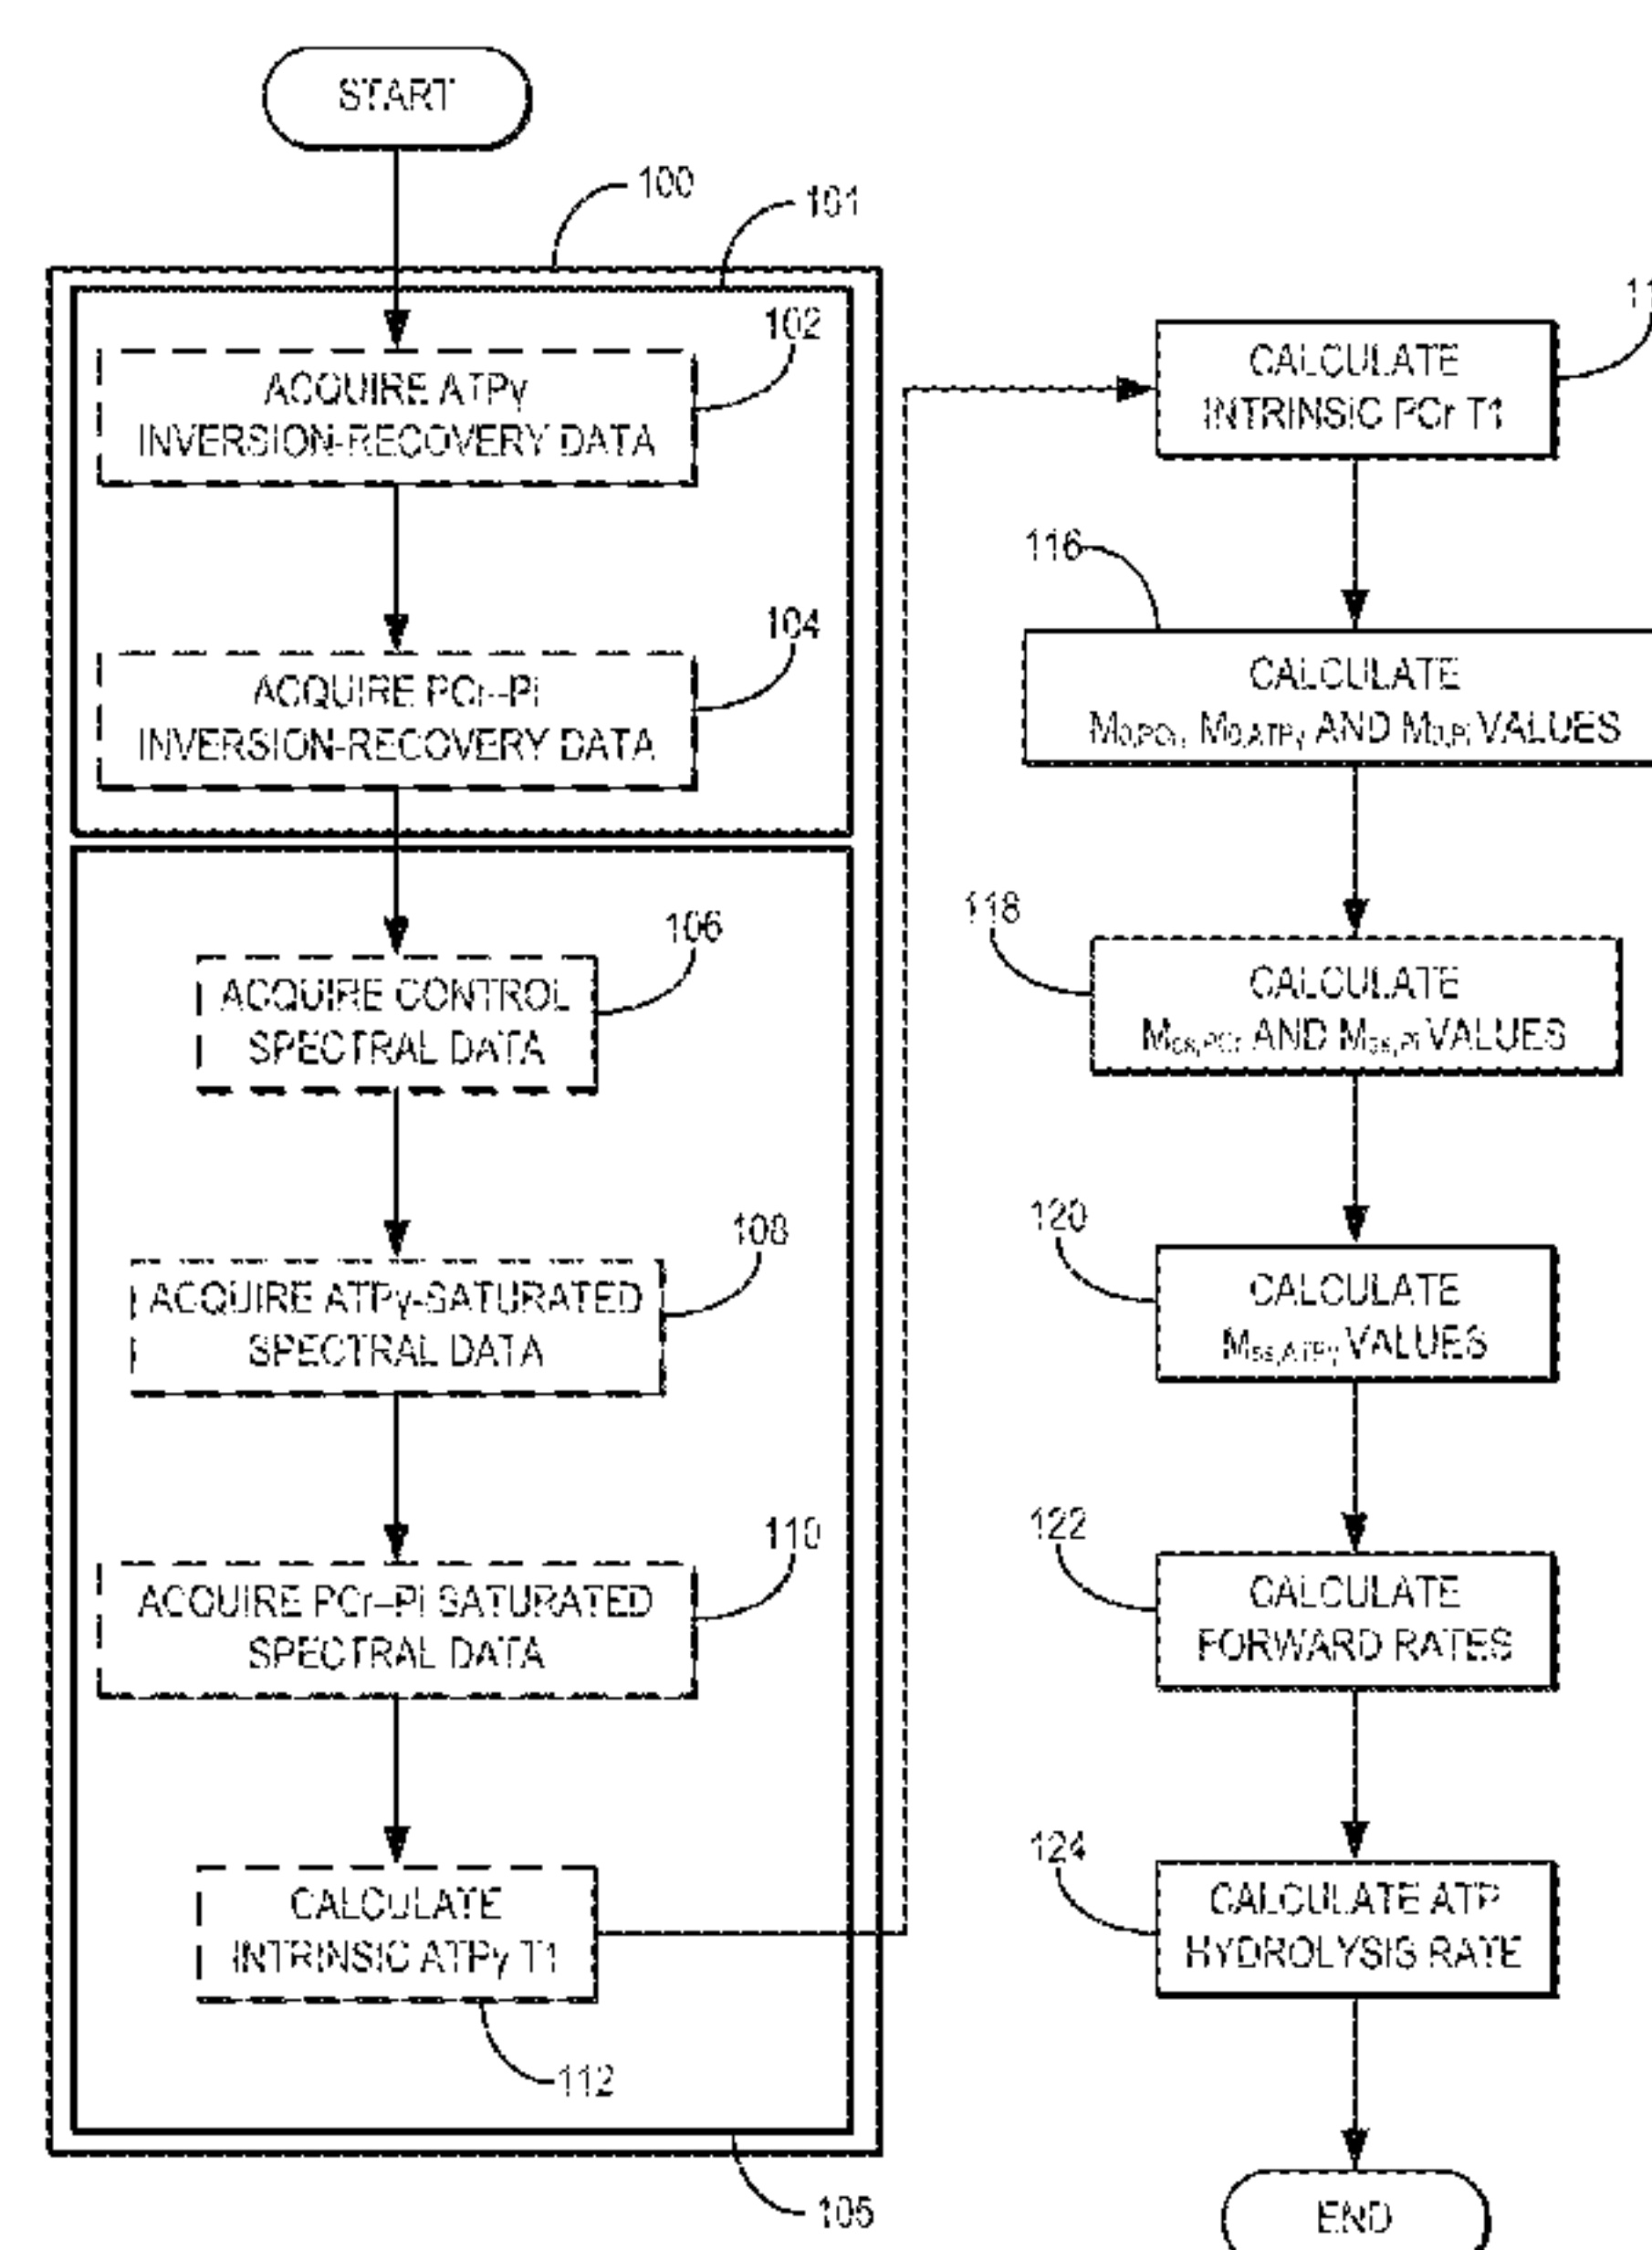 START
100
101
102
ACQUIRE ATPγ
INVERSION-RECOVERY DATA
104
ACQUIRE PCr–Pi
INVERSION-RECOVERY DATA
106
ACQUIRE CONTROL
SPECTRAL DATA
108
ACQUIRE ATPγ-SATURATED
SPECTRAL DATA
110
ACQUIRE PCr–Pi SATURATED
SPECTRAL DATA
CALCULATE
INTRINSIC ATPγ T1
112
105
CALCULATE
INTRINSIC PCr T1
116
CALCULATE
M0,PCr, M0,ATPγ AND M0,Pi VALUES
118
CALCULATE
Mss,PCr AND Mss,Pi VALUES
120
CALCULATE
Mss,ATPγ VALUES
122
CALCULATE
FORWARD RATES
124
CALCULATE ATP
HYDROLYSIS RATE
END